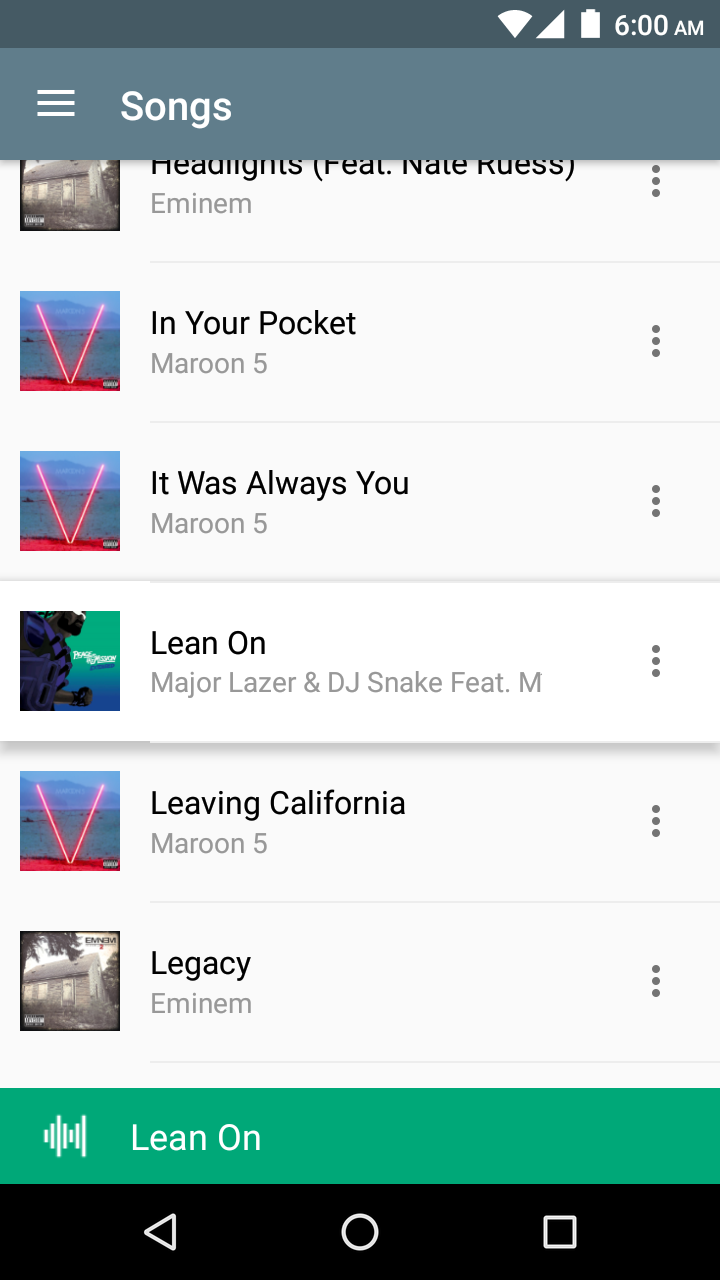 6:00 AM
Songs
Headlights (Feat. Nate Ruess)
Eminem
In Your Pocket
Maroon 5
It Was Always You
Maroon 5
Lean On
Major Lazer & DJ Snake Feat. M
Leaving California
Maroon 5
EMINEM
Legacy
Eminem
Lean On